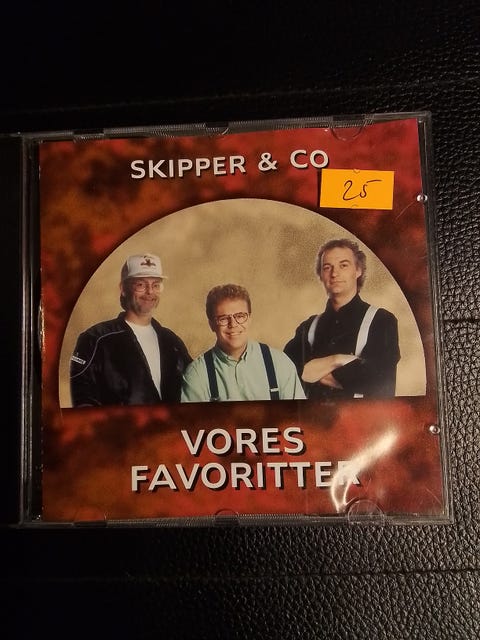 SKIPPER & CO
25
VORES
FAVORITTER